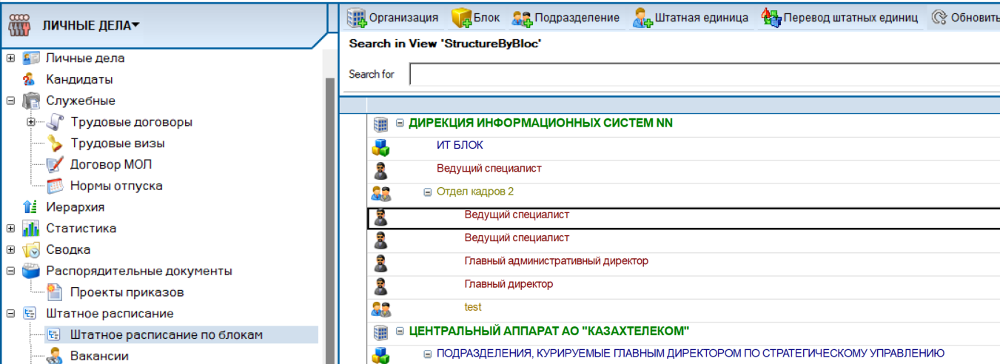 ЛИЧНЫЕ ДЕЛА
Личные дела
Кандидаты
Служебные
Трудовые договоры
Трудовые визы
Договор МОП
Нормы отпуска
Иерархия
Статистика
Сводка
Распорядительные документы
Проекты приказов
Штатное расписание
Штатное расписание по блокам
Вакансии
Организация Блок Подразделение Штатная единица Перевод штатных единиц Обновить
Search in View 'StructureByBloc'
Search for
ДИРЕКЦИЯ ИНФОРМАЦИОННЫХ СИСТЕМ NN
ИТ БЛОК
Ведущий специалист
Отдел кадров 2
Ведущий специалист
Ведущий специалист
Главный административный директор
Главный директор
test
ЦЕНТРАЛЬНЫЙ АППАРАТ АО "КАЗАХТЕЛЕКОМ"
ПОДРАЗДЕЛЕНИЯ, КУРИРУЕМЫЕ ГЛАВНЫМ ДИРЕКТОРОМ ПО СТРАТЕГИЧЕСКОМУ УПРАВЛЕНИЮ